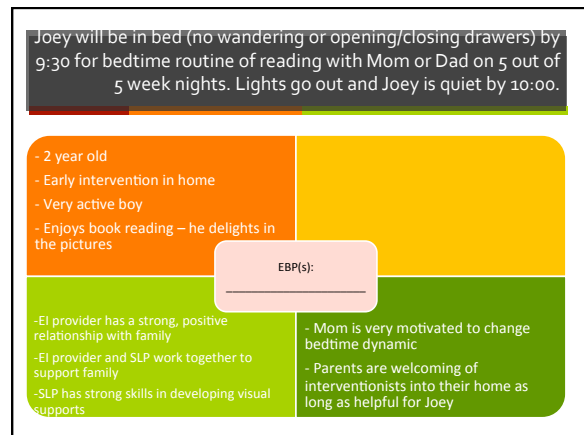 Joey will be in bed (no wandering or opening/closing drawers) by
9:30 for bedtime routine of reading with Mom or Dad on 5 out of
5 week nights. Lights go out and Joey is quiet by 10:00.
- 2 year old
- Early intervention in home
- Very active boy
- Enjoys book reading – he delights in
the pictures
EBP(s):
______________________
-EI provider has a strong, positive
relationship with family
-EI provider and SLP work together to
support family
-SLP has strong skills in developing visual
supports
- Mom is very motivated to change
bedtime dynamic
- Parents are welcoming of
interventionists into their home as
long as helpful for Joey